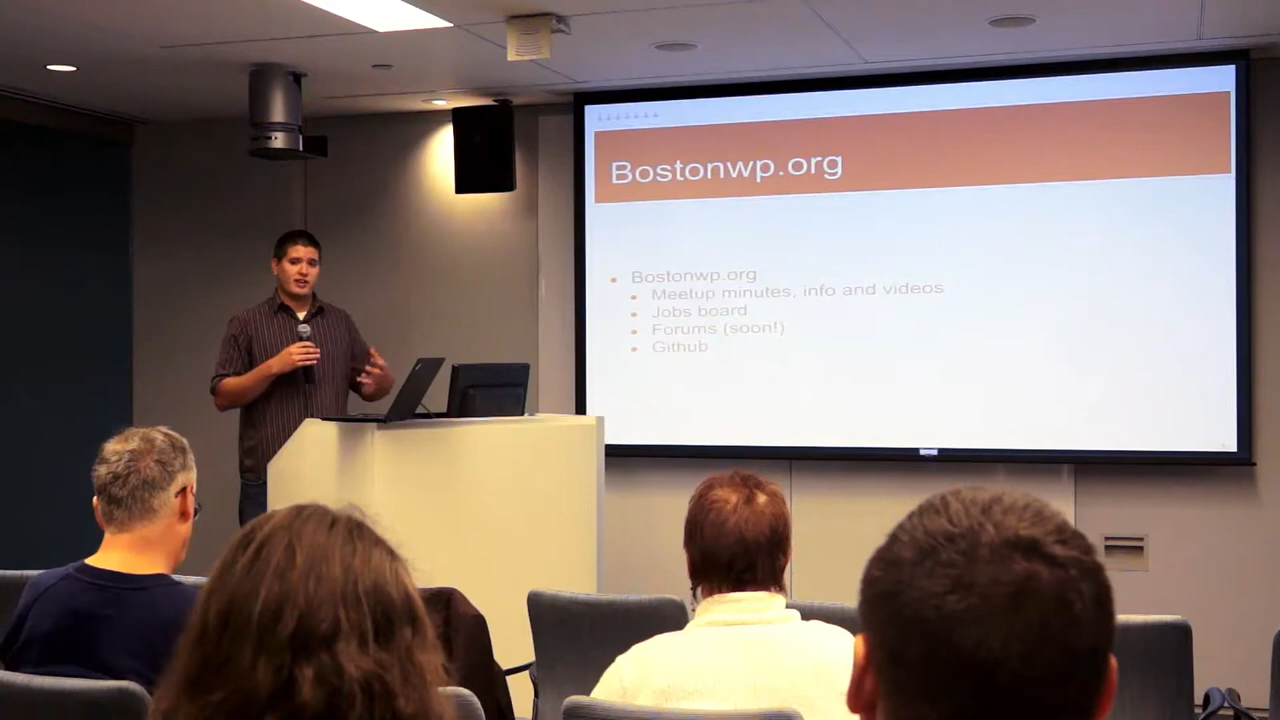 Bostonwp.org
Bostonwp.org
Meetup minutes, info and videos
Jobs board
Forums (soon!)
Github